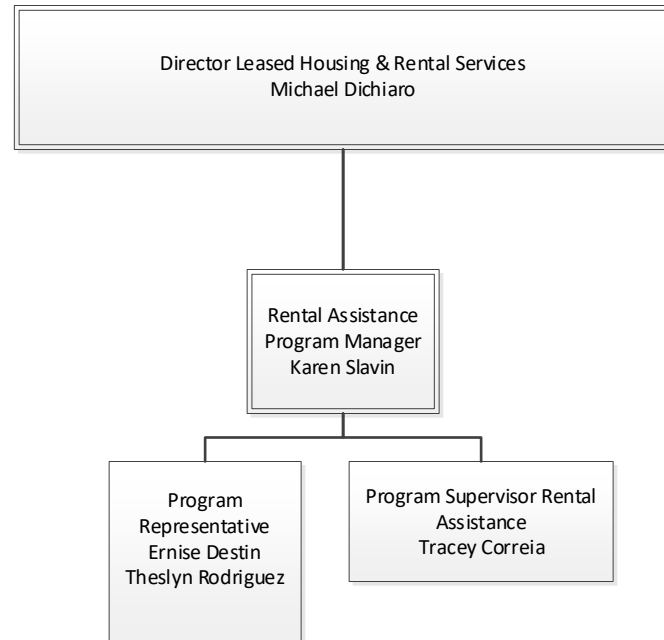 Director Leased Housing & Rental Services
Michael Dichiaro
Rental Assistance
Program Manager
Karen Slavin
Program
Representative
Ernise Destin
Theslyn Rodriguez
Program Supervisor Rental
Assistance
Tracey Correia